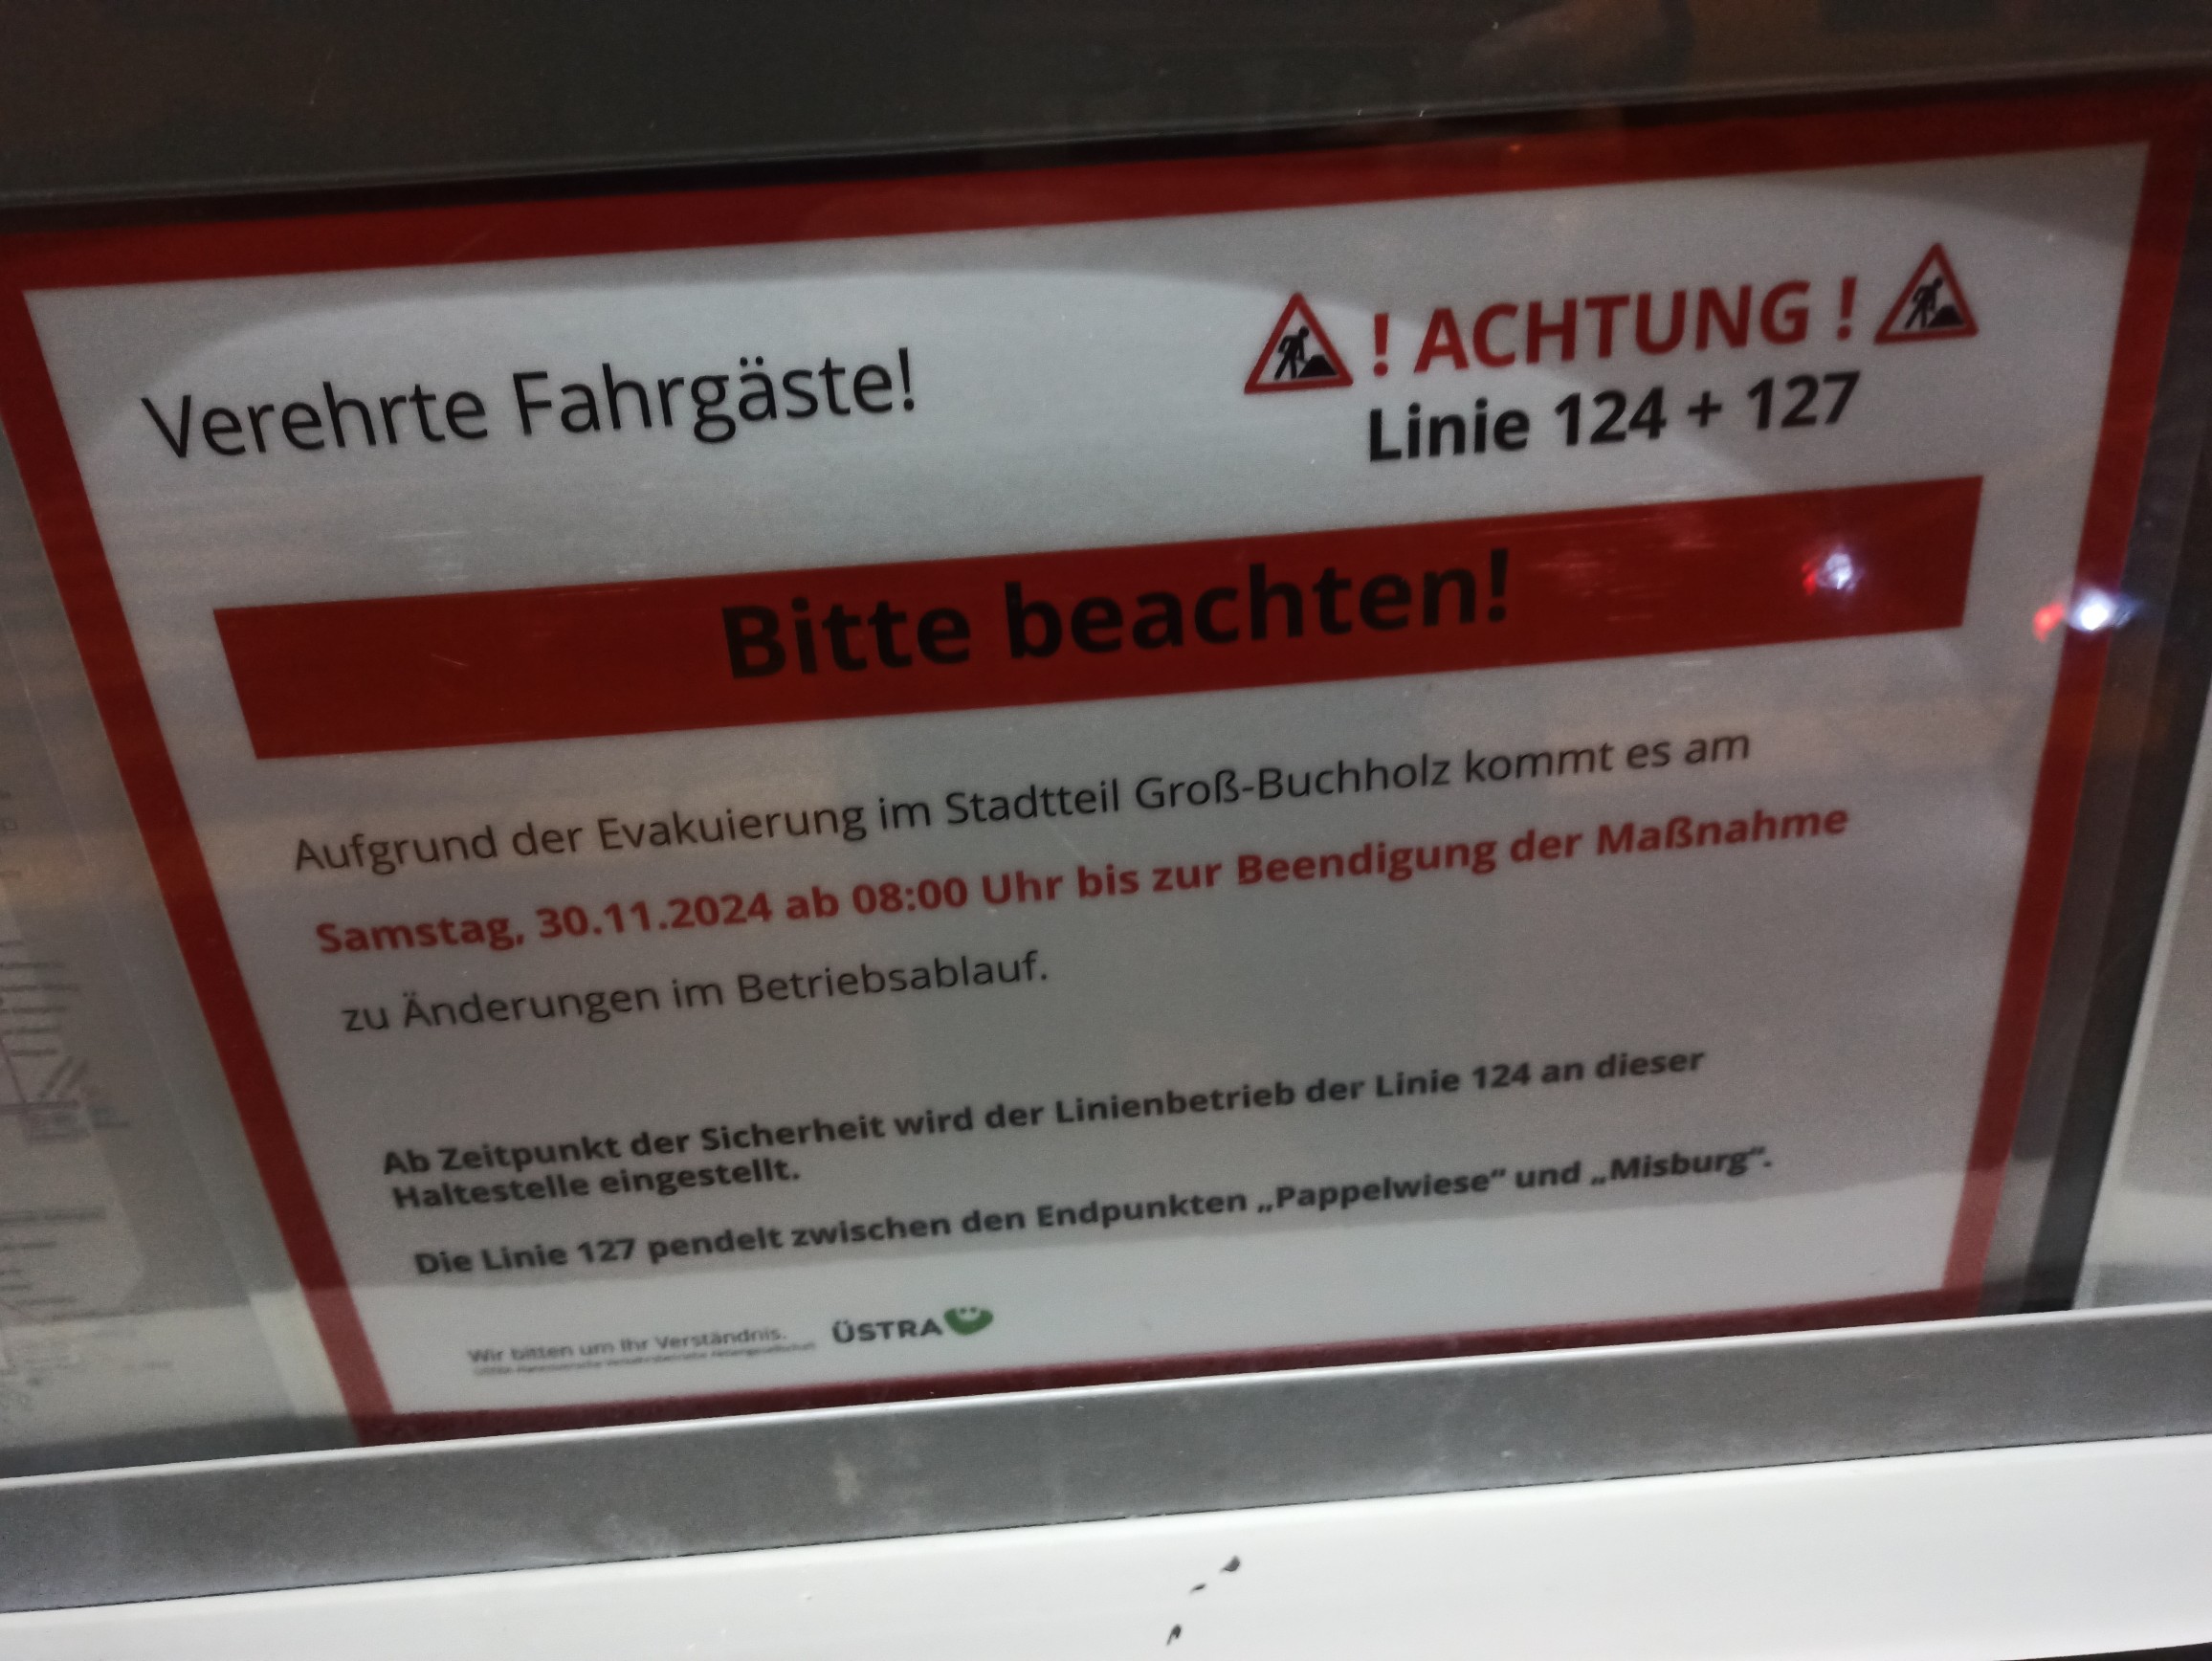 Verehrte Fahrgäste!
! ACHTUNG !
Linie 124 + 127
Bitte beachten!
Aufgrund der Evakuierung im Stadtteil Groß-Buchholz kommt es am
Samstag, 30.11.2024 ab 08:00 Uhr bis zur Beendigung der Maßnahme
zu Änderungen im Betriebsablauf.
Ab Zeitpunkt der Sicherheit wird der Linienbetrieb der Linie 124 an dieser
Haltestelle eingestellt.
Die Linie 127 pendelt zwischen den Endpunkten „Pappelwiese“ und „Misburg“.
Wir bitten um Ihr Verständnis.
ÜSTRA